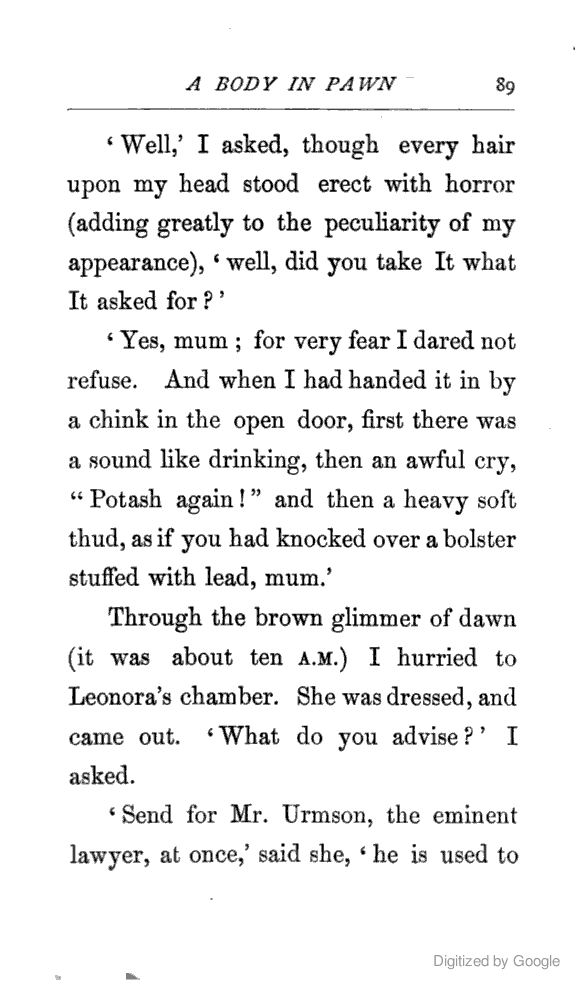 A BODY IN PAWN 89
‘ Well,’ I asked, though every hair
upon my head stood erect with horror
(adding greatly to the peculiarity of my
appearance), ‘ well, did you take It what
It asked for ? ’
‘ Yes, mum ; for very fear I dared not
refuse. And when I had handed it in by
a chink in the open door, first there was
a sound like drinking, then an awful cry,
“ Potash again ! ” and then a heavy soft
thud, as if you had knocked over a bolster
stuffed with lead, mum.’
Through the brown glimmer of dawn
(it was about ten A.M.) I hurried to
Leonora’s chamber. She was dressed, and
came out. ‘ What do you advise ? ’ I
asked.
‘ Send for Mr. Urmson, the eminent
lawyer, at once,’ said she, ‘ he is used to
Digitized by Google